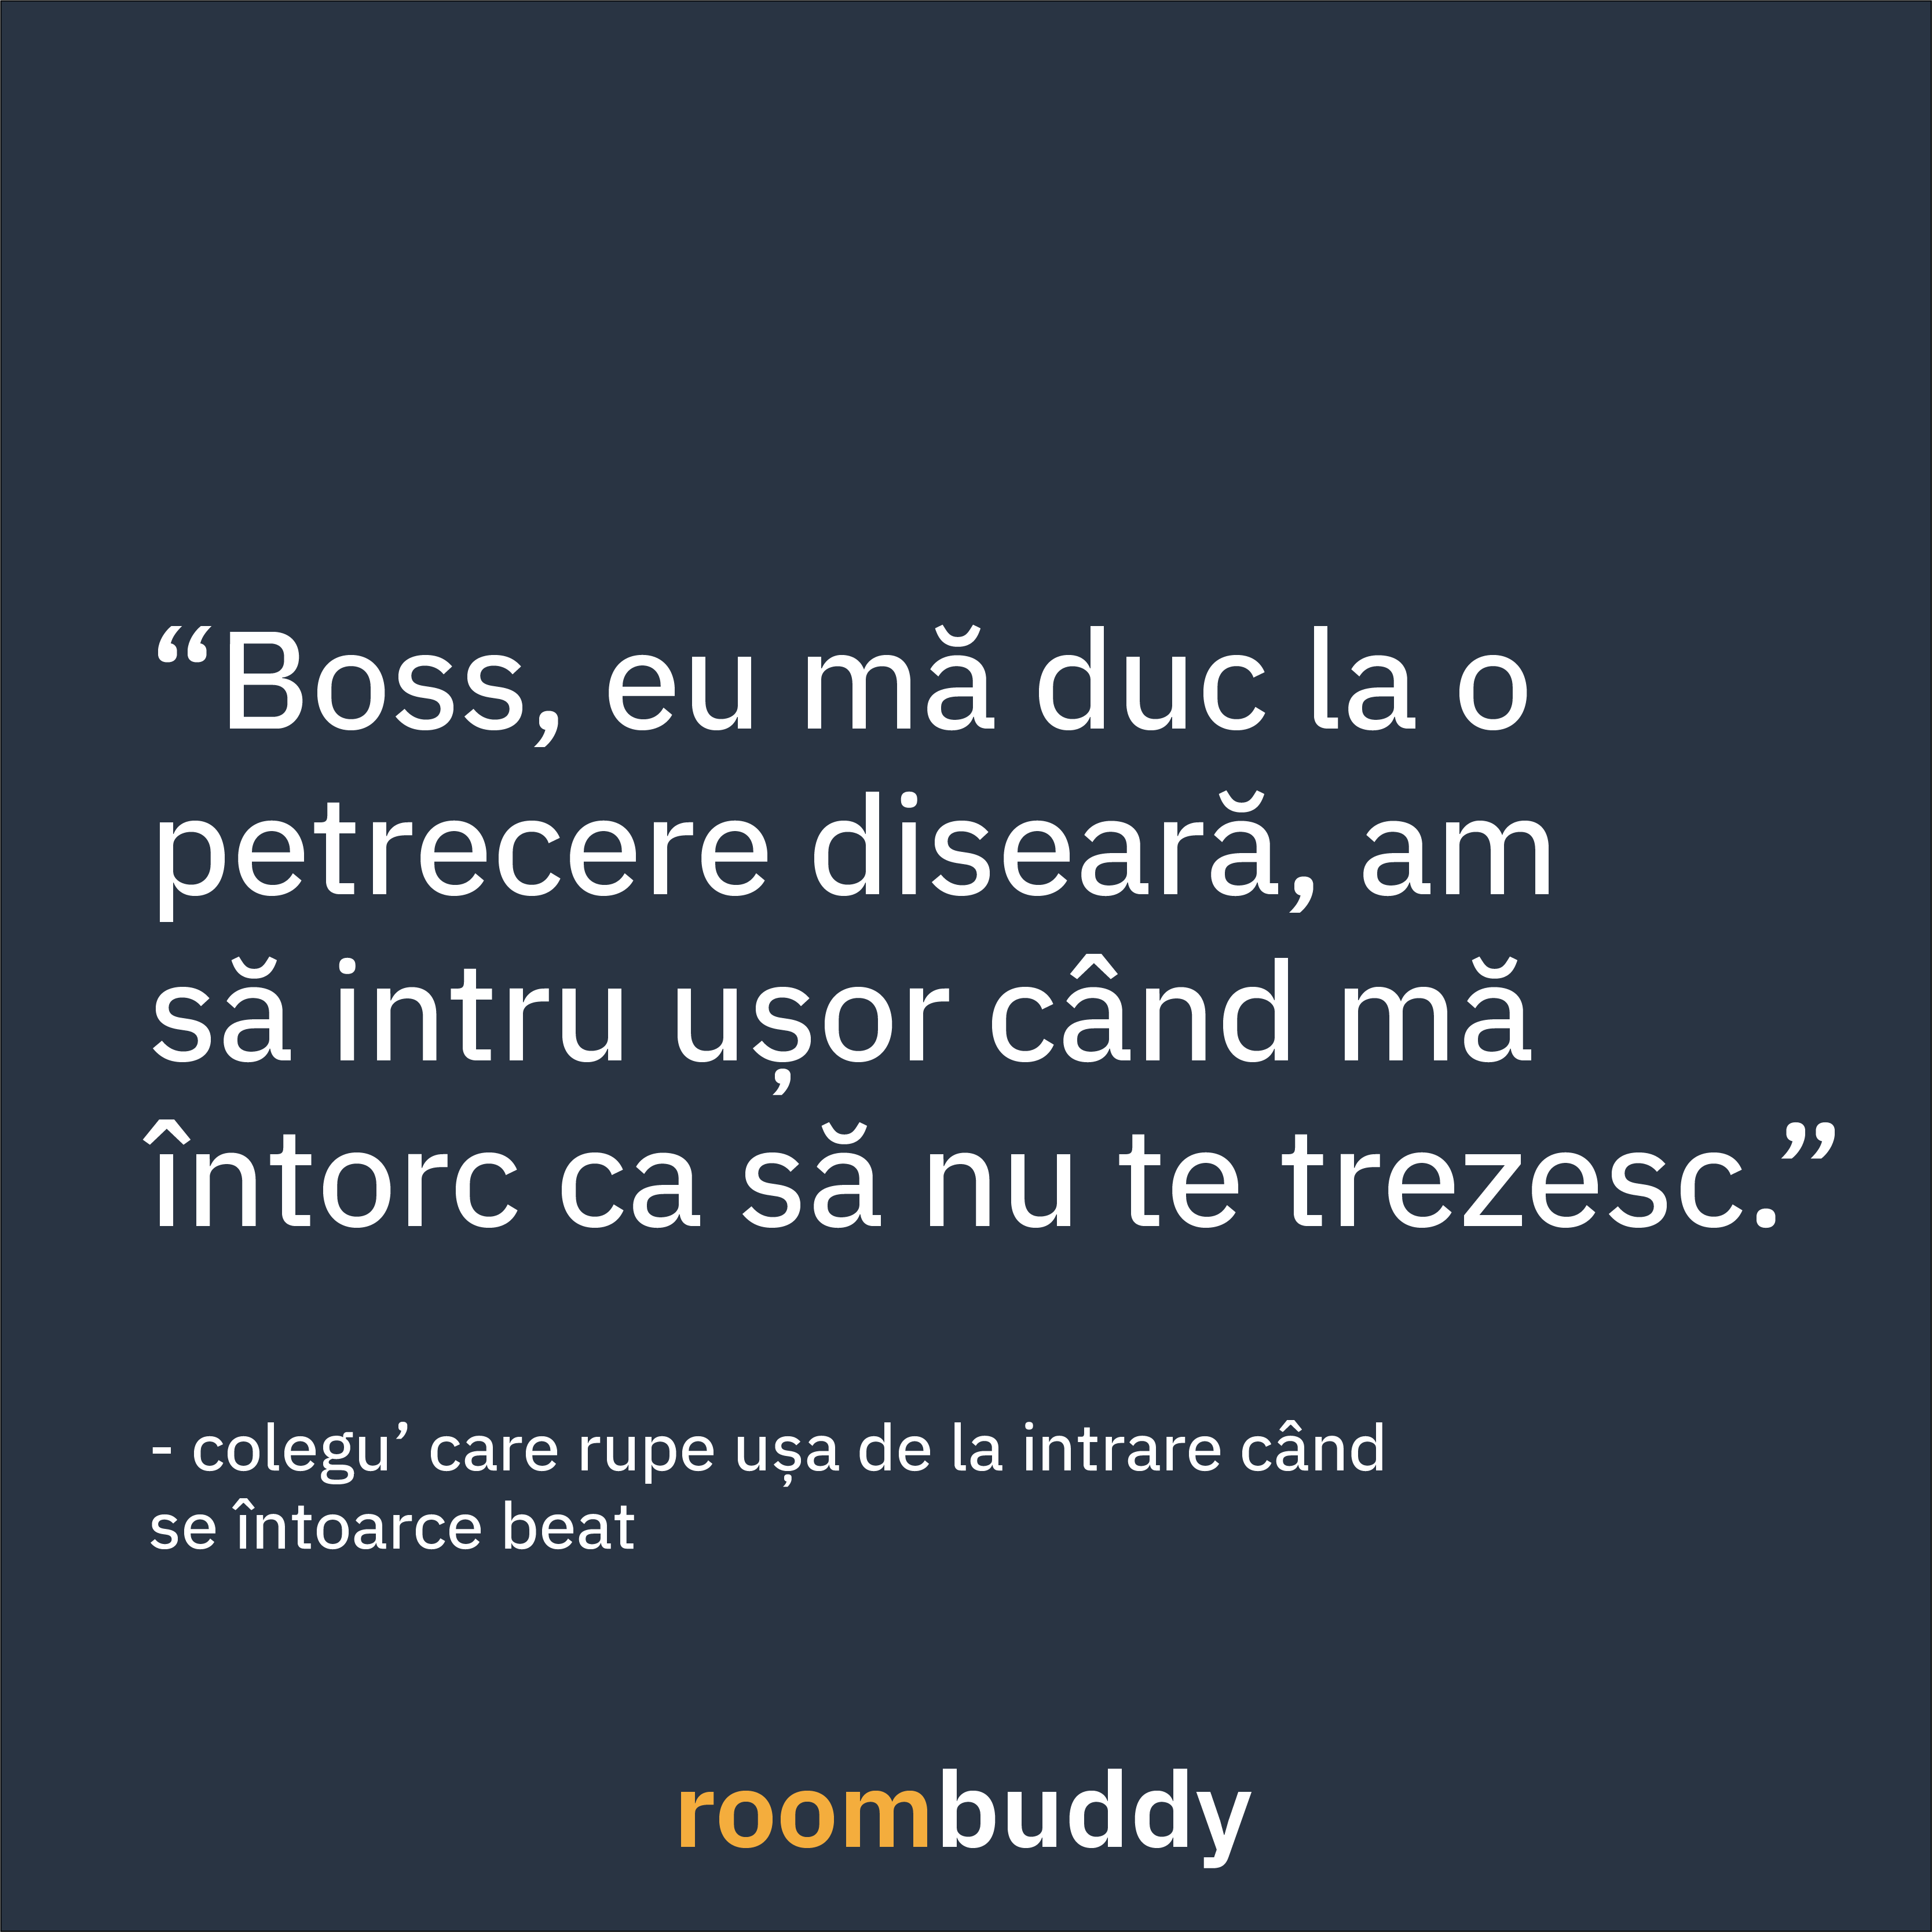 “Boss, eu mă duc la o
petrecere diseară, am
să intru ușor când mă
întorc ca să nu te trezesc.”
- colegu’ care rupe ușa de la intrare când
se întoarce beat
roombuddy